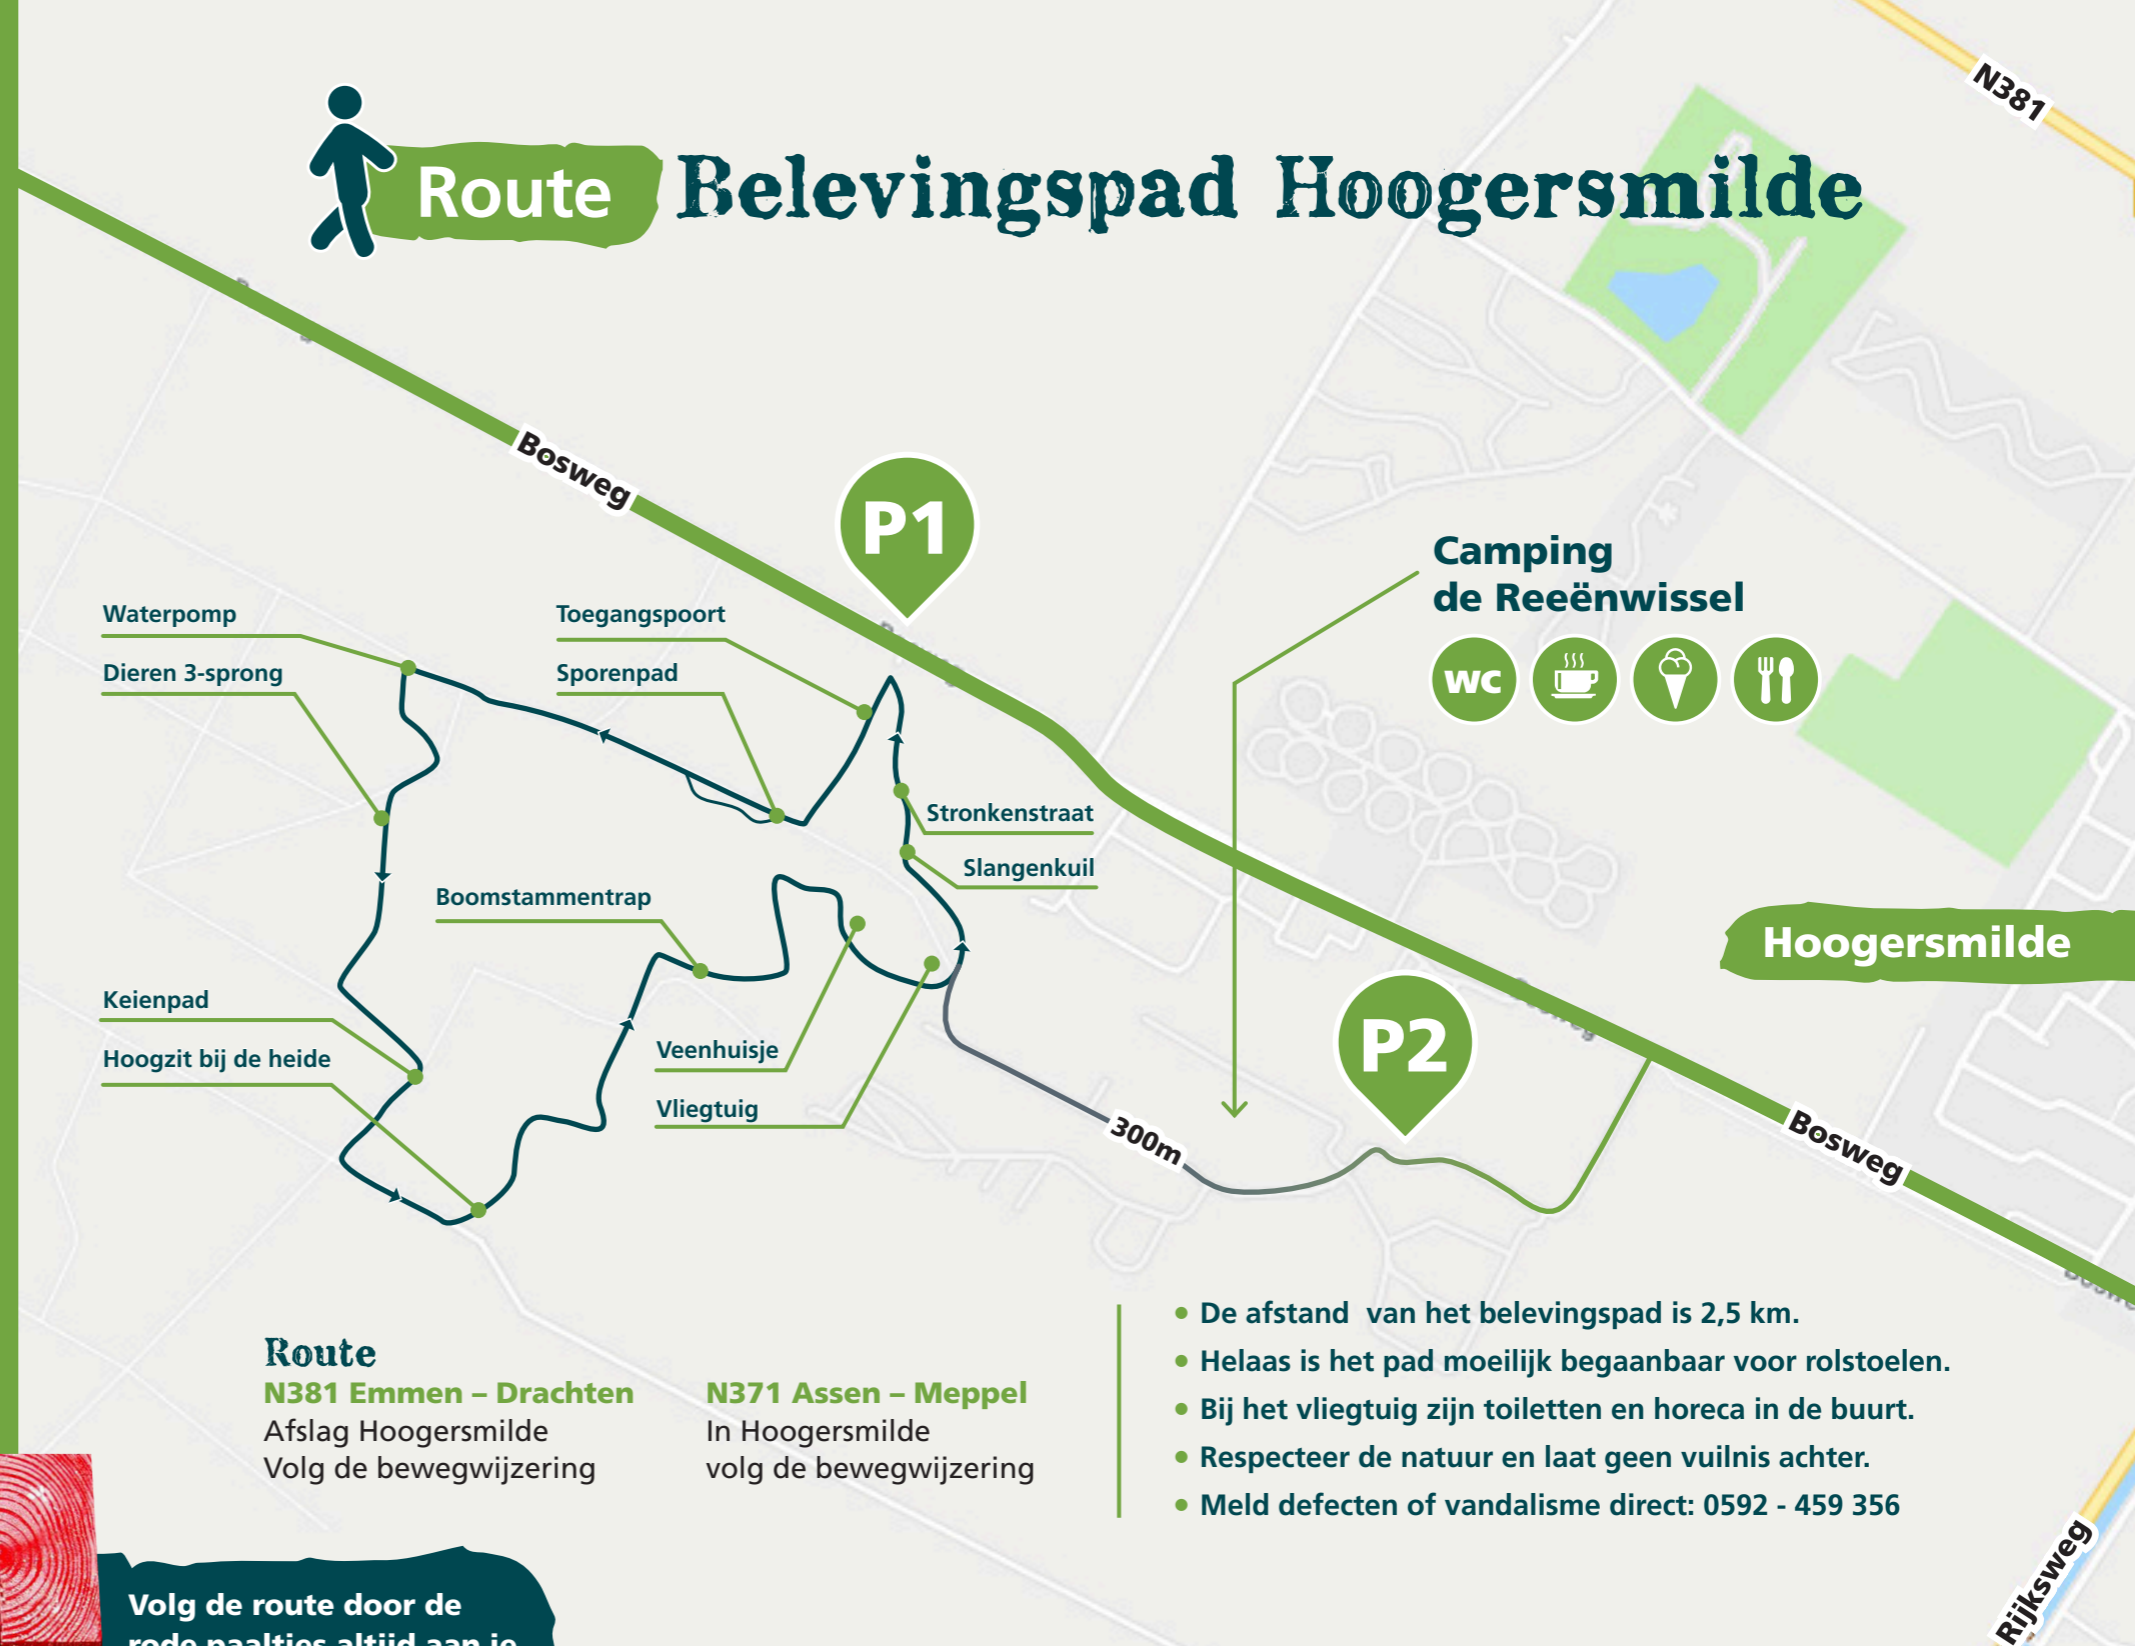 N381
Route Belevingspad Hoogersmilde
Bosweg
P1
Camping
de Reeënwissel
WC
Waterpomp
Dieren 3-sprong
Toegangspoort
Sporenpad
Stronkenstraat
Slangenkuil
Boomstammentrap
Hoogersmilde
Keienpad
Hoogzit bij de heide
Veenhuisje
Vliegtuig
P2
300m
Bosweg
Route
N381 Emmen – Drachten
Afslag Hoogersmilde
Volg de bewegwijzering
N371 Assen – Meppel
In Hoogersmilde
volg de bewegwijzering
• De afstand van het belevingspad is 2,5 km.
• Helaas is het pad moeilijk begaanbaar voor rolstoelen.
• Bij het vliegtuig zijn toiletten en horeca in de buurt.
• Respecteer de natuur en laat geen vuilnis achter.
• Meld defecten of vandalisme direct: 0592 - 459 356
Rijksweg
Volg de route door de
rode paaltjes altijd aan je